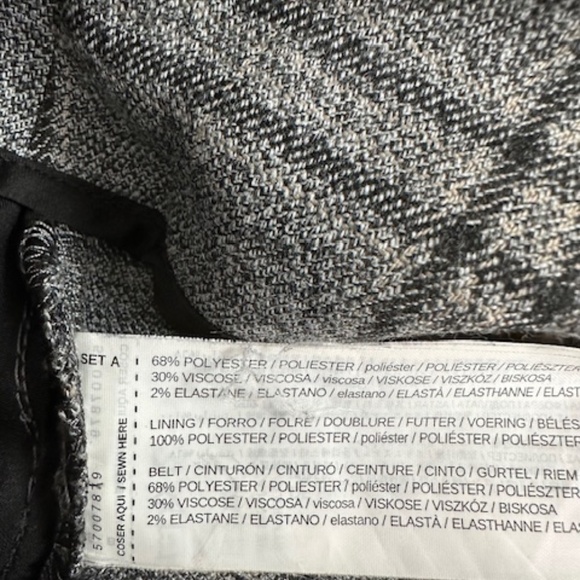 SET A
68% POLYESTER / POLIESTER / poliéster / POLIÉSTER / POLIÉSZTER
30% VISCOSE / VISCOSA / viscosa / VISKOSE / VISZKÓZ / BISKOSA
2% ELASTANE / ELASTANO / elastano / ELASTÀ / ELASTHANNE / ELAST
LINING / FORRO / FOLRE / DOUBLURE / FUTTER / VOERING / BÉLÉS
100% POLYESTER / POLIESTER / poliéster / POLIÉSTER / POLIÉSZTER
BELT / CINTURÓN / CINTURÓ / CEINTURE / CINTO / GÜRTEL / RIEM
68% POLYESTER / POLIESTER / poliéster / POLIÉSTER / POLIÉSZTER
30% VISCOSE / VISCOSA / viscosa / VISKOSE / VISZKÓZ / BISKOSA
2% ELASTANE / ELASTANO / elastano / ELASTÀ / ELASTHANNE / ELAS
57007819
COSER AQUI / SEWN HERE